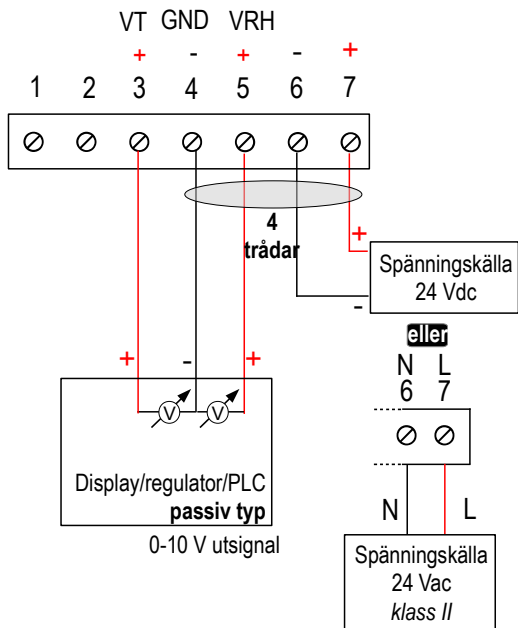 VT GND VRH
+ - + - +
1 2 3 4 5 6 7
4
trådar
+
Spänningskälla
24 Vdc
-
eller
+ - +
N L
6 7
V V
Display/regulator/PLC
passiv typ
0-10 V utsignal
N L
Spänningskälla
24 Vac
klass II